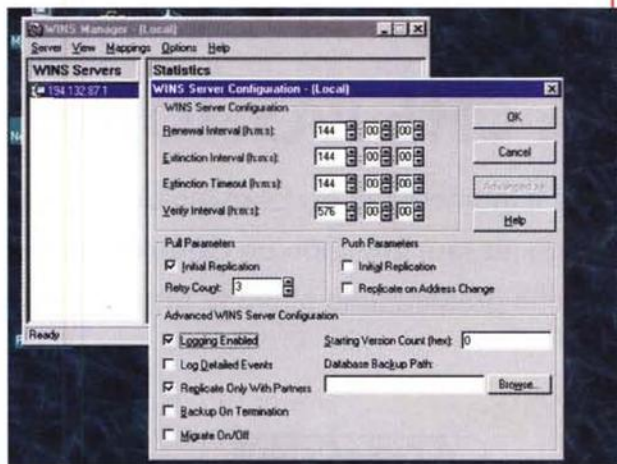 WINS Manager - (Local)
Server View Mappings Options Help
WINS Servers
Statistics
194.132.87.1
WINS Server Configuration - (Local)
WINS Server Configuration
Renewal Interval (h:m:s): 144 : 00 : 00
Extinction Interval (h:m:s): 144 : 00 : 00
Extinction Timeout (h:m:s): 144 : 00 : 00
Verify Interval (h:m:s): 576 : 00 : 00
OK
Cancel
Advanced >>
Help
Pull Parameters
Initial Replication
Retry Count: 3
Push Parameters
Initial Replication
Replicate on Address Change
Advanced WINS Server Configuration
Logging Enabled
Starting Version Count (hex): 0
Log Detailed Events
Database Backup Path:
Replicate Only With Partners
Browse...
Backup On Termination
Migrate On/Off
Ready